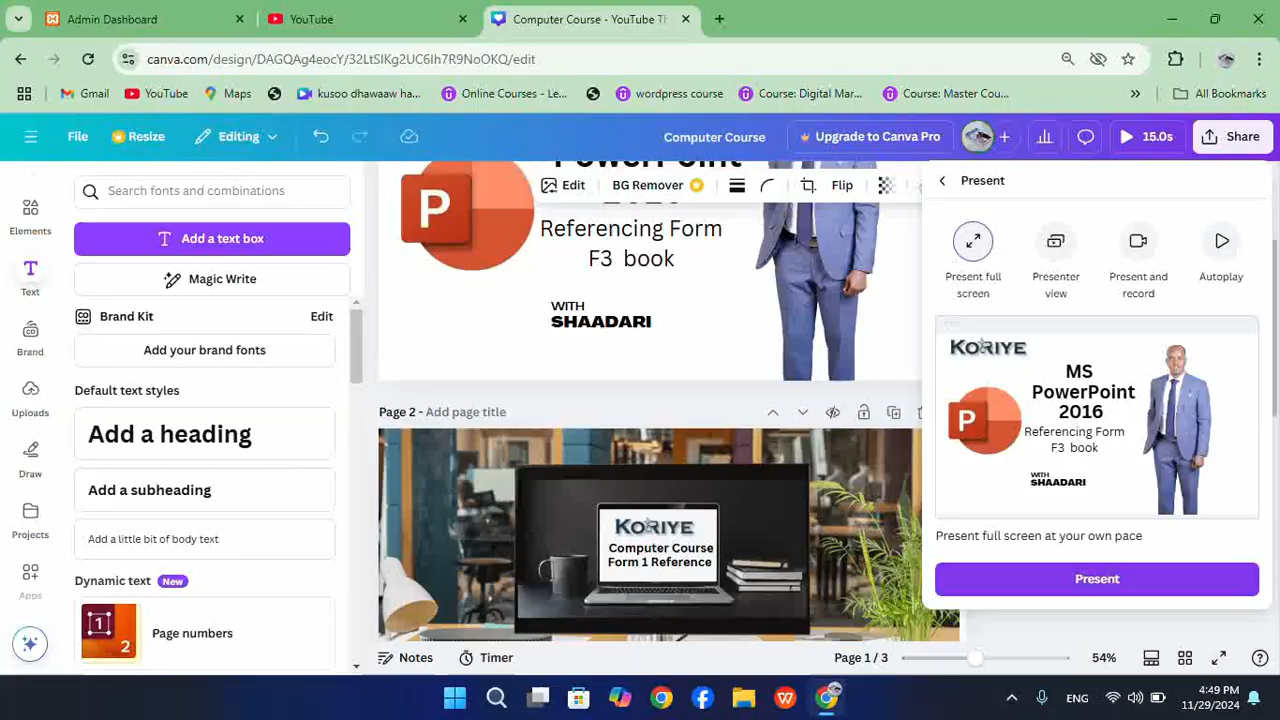 Admin Dashboard
YouTube
Computer Course - YouTube Th
canva.com/design/DAGQAg4eocY/32LtSIKg2UC6Ih7R9NoOKQ/edit
Gmail
YouTube
Maps
kusoo dhawaaw ha...
Online Courses - Le...
wordpress course
Course: Digital Mar...
Course: Master Cou...
All Bookmarks
File
Resize
Editing
Computer Course
Upgrade to Canva Pro
15.0s
Share
Elements
Text
Brand
Uploads
Draw
Projects
Apps
Search fonts and combinations
Add a text box
Magic Write
Brand Kit
Edit
Add your brand fonts
Default text styles
Add a heading
Add a subheading
Add a little bit of body text
Dynamic text New
1
2
Page numbers
PowerPoint
Edit
BG Remover
Flip
P
Referencing Form
F3 book
WITH
SHAADARI
Page 2 - Add page title
KORIYE
Computer Course
Form 1 Reference
Notes
Timer
Page 1 / 3
54%
Present
Present full screen
Presenter view
Present and record
Autoplay
KORIYE
MS
PowerPoint
2016
P
Referencing Form
F3 book
WITH
SHAADARI
Present full screen at your own pace
Present
ENG
4:49 PM
11/29/2024